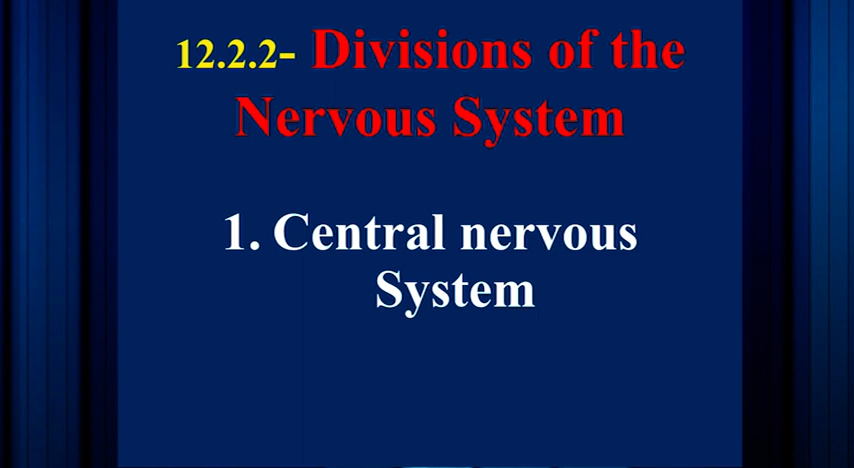 12.2.2- Divisions of the
Nervous System
1. Central nervous
System